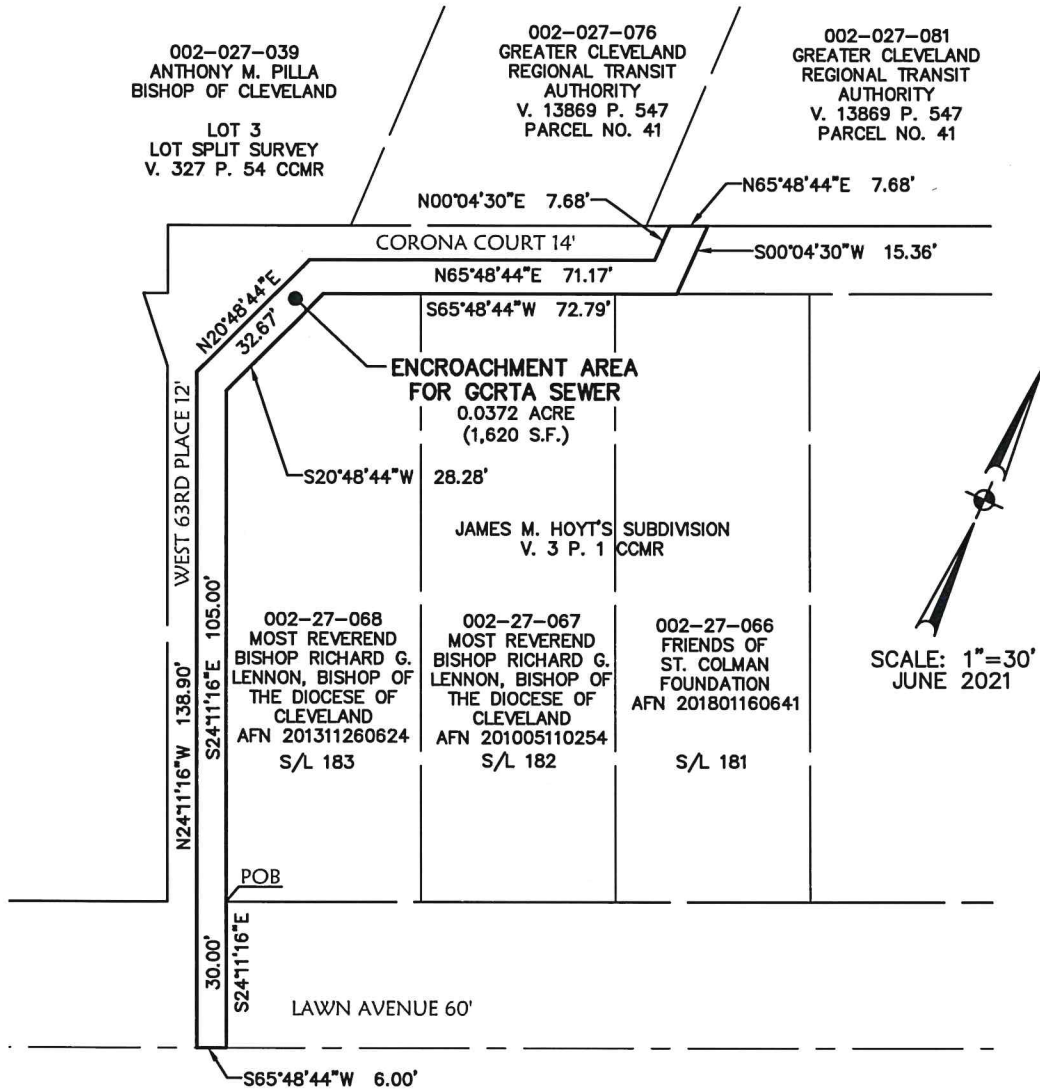 002-027-039
ANTHONY M. PILLA
BISHOP OF CLEVELAND
LOT 3
LOT SPLIT SURVEY
V. 327 P. 54 CCMR
002-027-076
GREATER CLEVELAND
REGIONAL TRANSIT
AUTHORITY
V. 13869 P. 547
PARCEL NO. 41
002-027-081
GREATER CLEVELAND
REGIONAL TRANSIT
AUTHORITY
V. 13869 P. 547
PARCEL NO. 41
N65°48'44"E 7.68'
N00°04'30"E 7.68'
CORONA COURT 14'
S00°04'30"W 15.36'
N65°48'44"E 71.17'
S65°48'44"W 72.79'
N20°48'44"E
32.67'
ENCROACHMENT AREA
FOR GCRTA SEWER
0.0372 ACRE
(1,620 S.F.)
WEST 63RD PLACE 12'
S20°48'44"W 28.28'
JAMES M. HOYT'S SUBDIVISION
V. 3 P. 1 CCMR
N24°11'16"W 138.90'
S24°11'16"E 105.00'
002-27-068
MOST REVEREND
BISHOP RICHARD G.
LENNON, BISHOP OF
THE DIOCESE OF
CLEVELAND
AFN 201311260624
S/L 183
002-27-067
MOST REVEREND
BISHOP RICHARD G.
LENNON, BISHOP OF
THE DIOCESE OF
CLEVELAND
AFN 201005110254
S/L 182
002-27-066
FRIENDS OF
ST. COLMAN
FOUNDATION
AFN 201801160641
S/L 181
SCALE: 1"=30'
JUNE 2021
POB
30.00'
S24°11'16"E
LAWN AVENUE 60'
S65°48'44"W 6.00'